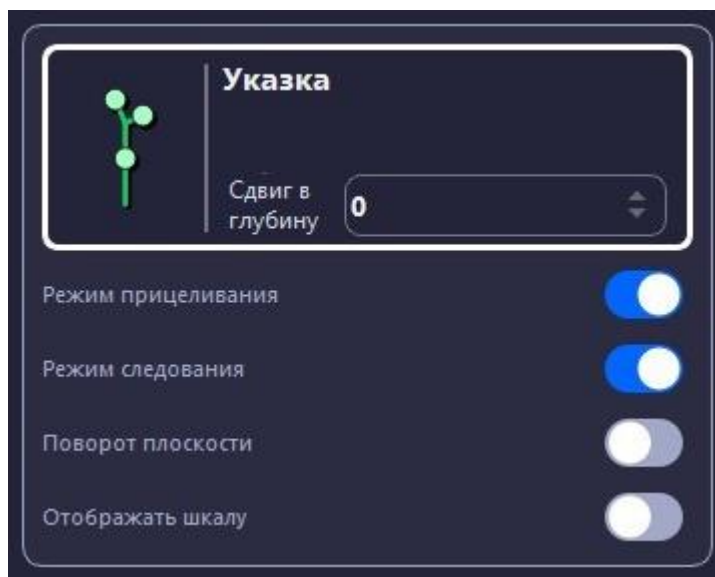 Указка
Сдвиг в
глубину
0
Режим прицеливания
Режим следования
Поворот плоскости
Отображать шкалу